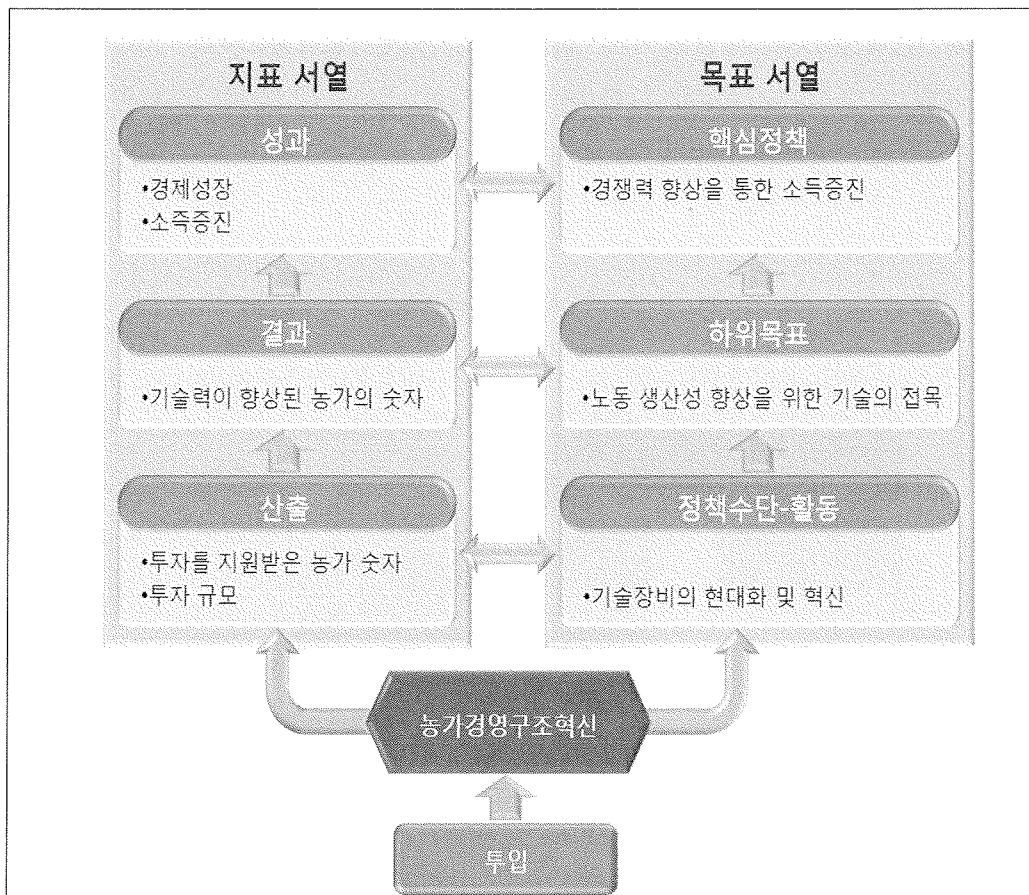 지표 서열
성과
•경제성장
•소즉증진
결과
•기술력이 향상된 농가의 숫자
산출
•투자를 지원받은 농가 숫자
•투자 규모
목표 서열
핵심정책
•경쟁력 향상을 통한 소득증진
하위목표
•노동 생산성 향상을 위한 기술의 접목
정책수단-활동
•기술장비의 현대화 및 혁신
농가경영구조혁신
투입